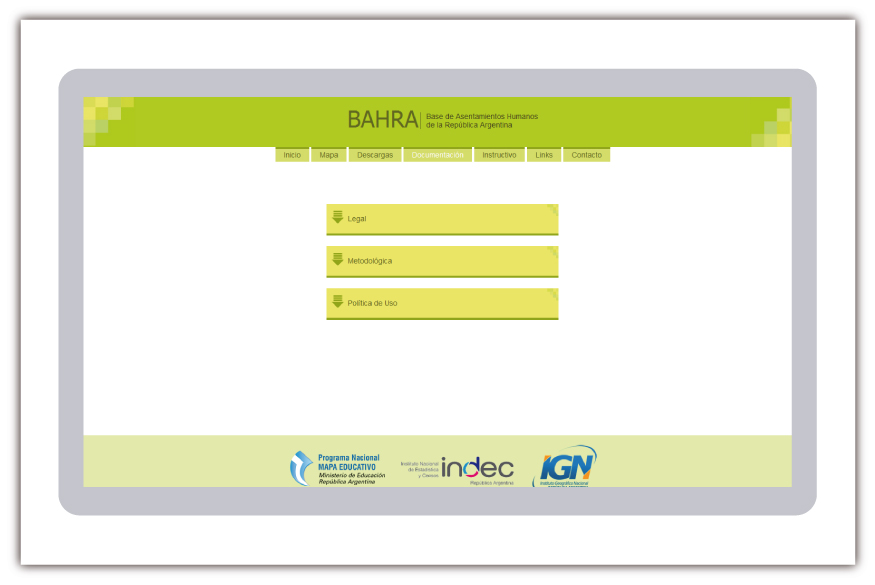 BAHRA
Base de Asentamientos Humanos
de la República Argentina
Inicio Mapa Descargas Documentación Instructivo Links Contacto
Legal
Metodológica
Política de Uso
Programa Nacional
MAPA EDUCATIVO
Ministerio de Educación
República Argentina
Instituto Nacional
de Estadística
y Censos
indec
República Argentina
IGN
Instituto Geográfico Nacional